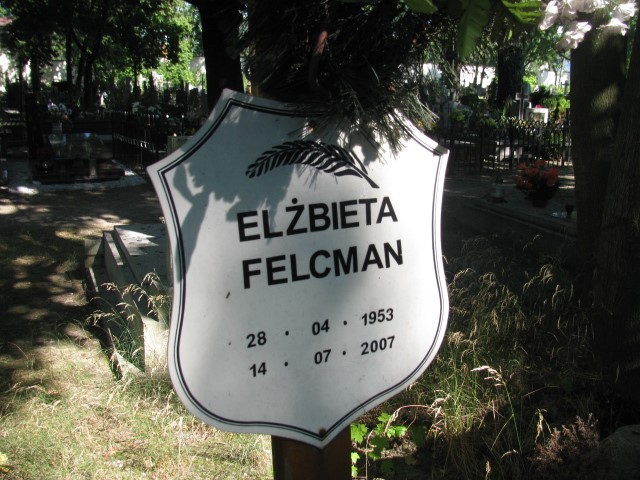 ELŻBIETA
FELCMAN
28 · 04 · 1953
14 · 07 · 2007